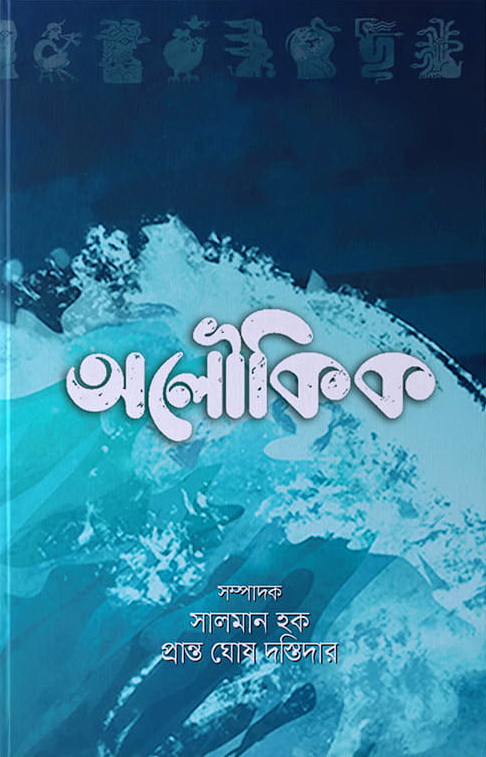 অলৌকিক
সম্পাদক
সালমান হক
প্রান্ত ঘোষ দস্তিদার